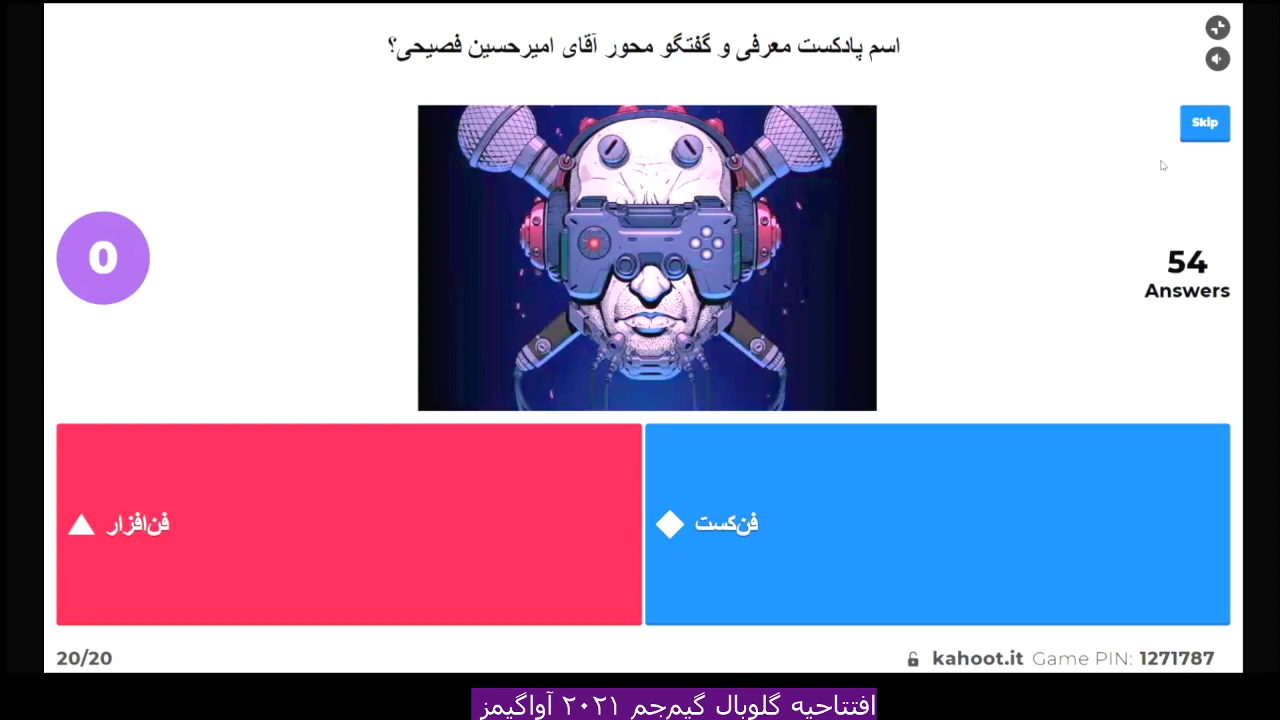 اسم پادکست معرفی و گفتگو محور آقای امیرحسین فصیحی؟
Skip
0
54
Answers
فن‌افزار
فن‌کست
20/20
kahoot.it Game PIN: 1271787
افتتاحیه گلوبال گیم‌جم ۲۰۲۱ آواگیمز